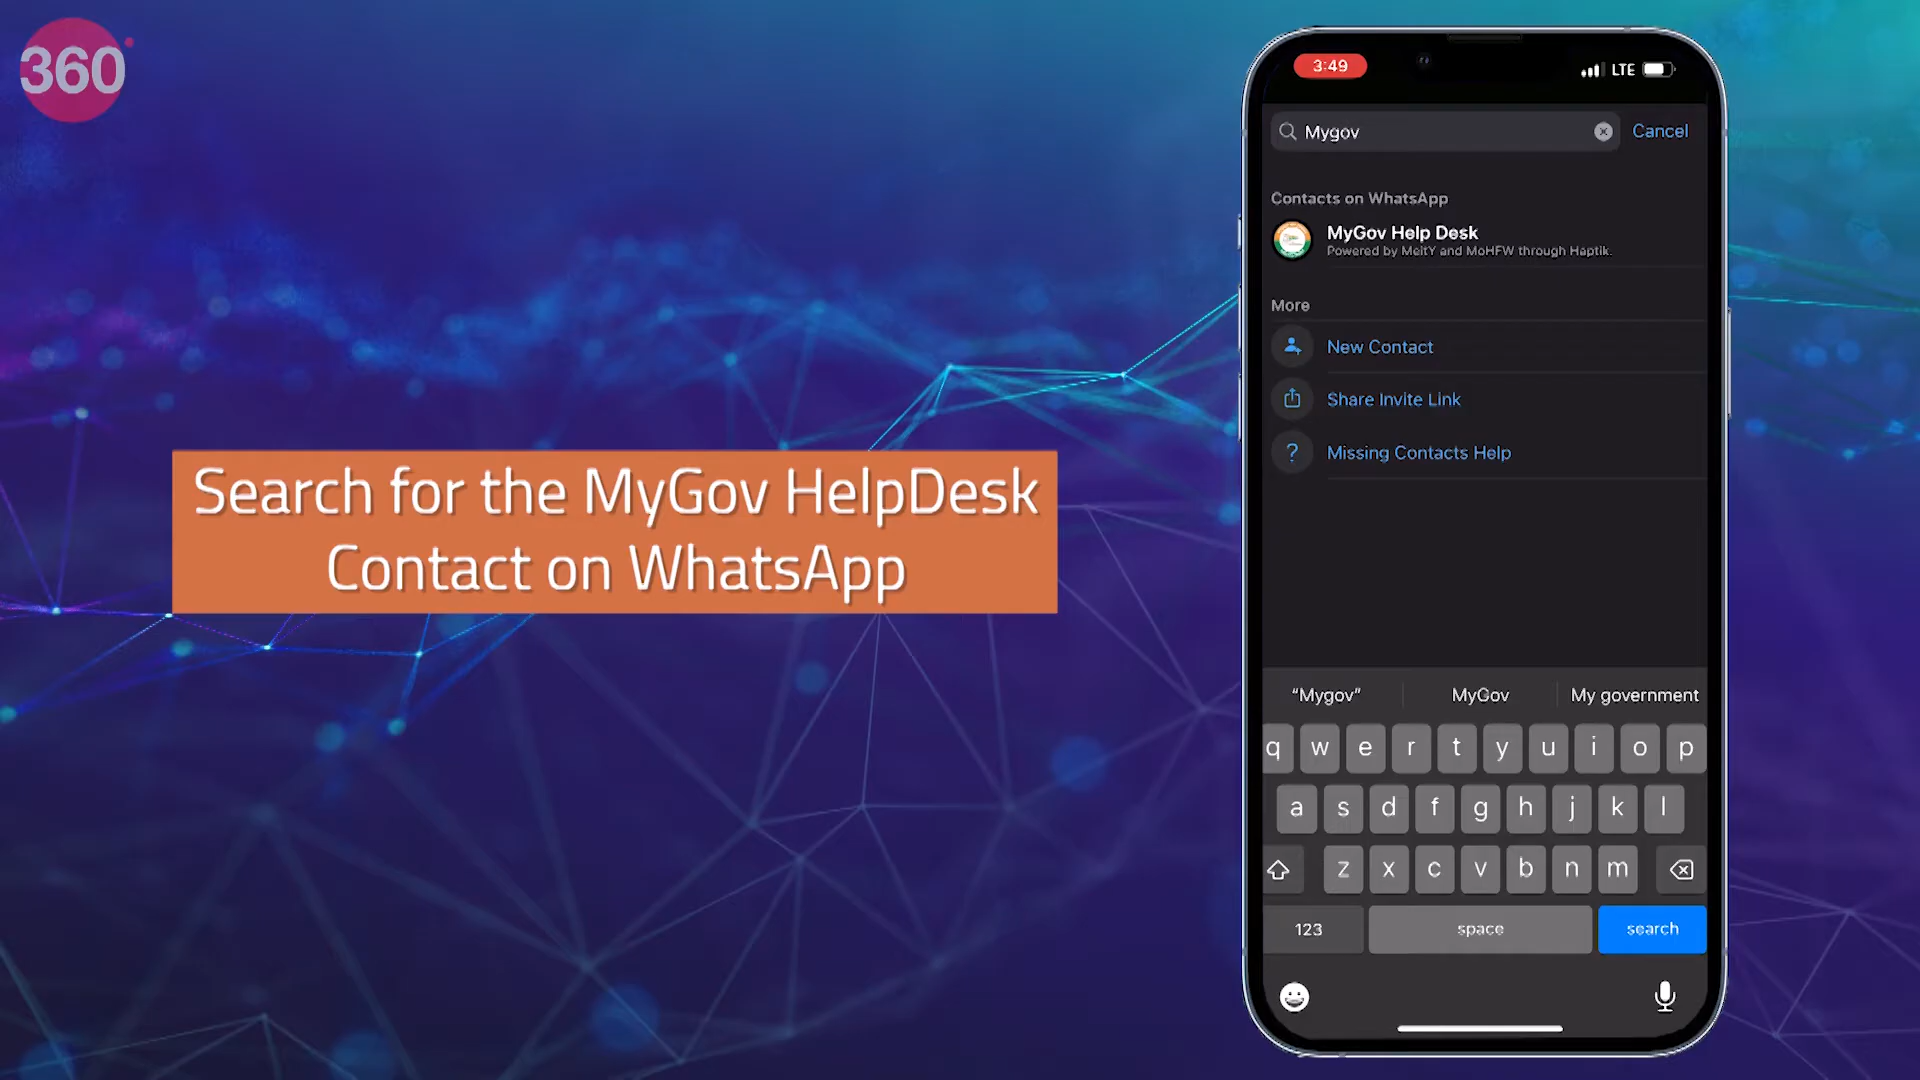 360
Search for the MyGov HelpDesk
Contact on WhatsApp
3:49
LTE
Mygov
Cancel
Contacts on WhatsApp
MyGov Help Desk
Powered by MeitY and MoHFW through Haptik.
More
New Contact
Share Invite Link
? Missing Contacts Help
“Mygov” MyGov My government
q w e r t y u i o p
a s d f g h j k l
z x c v b n m
123 space search